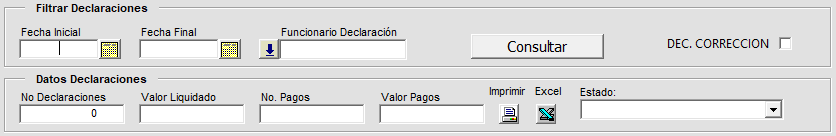 Filtrar Declaraciones
Fecha Inicial Fecha Final Funcionario Declaración
Consultar DEC. CORRECCION
Datos Declaraciones
No Declaraciones Valor Liquidado No. Pagos Valor Pagos Imprimir Excel Estado:
0